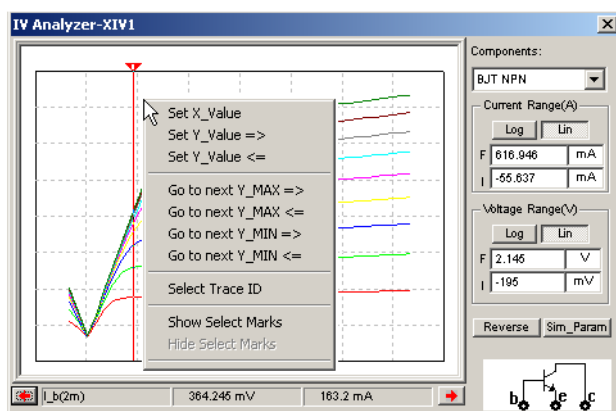 IV Analyzer-XIV1
Components:
BJT NPN
Current Range(A)
Log Lin
F 616.946 mA
I -55.637 mA
Voltage Range(V)
Log Lin
F 2.145 V
I -195 mV
Reverse Sim_Param
b e c
1
Set X_Value
Set Y_Value =>
Set Y_Value <=
Go to next Y_MAX =>
Go to next Y_MAX <=
Go to next Y_MIN =>
Go to next Y_MIN <=
Select Trace ID
Show Select Marks
Hide Select Marks
I_b(2m) 364.245 mV 163.2 mA